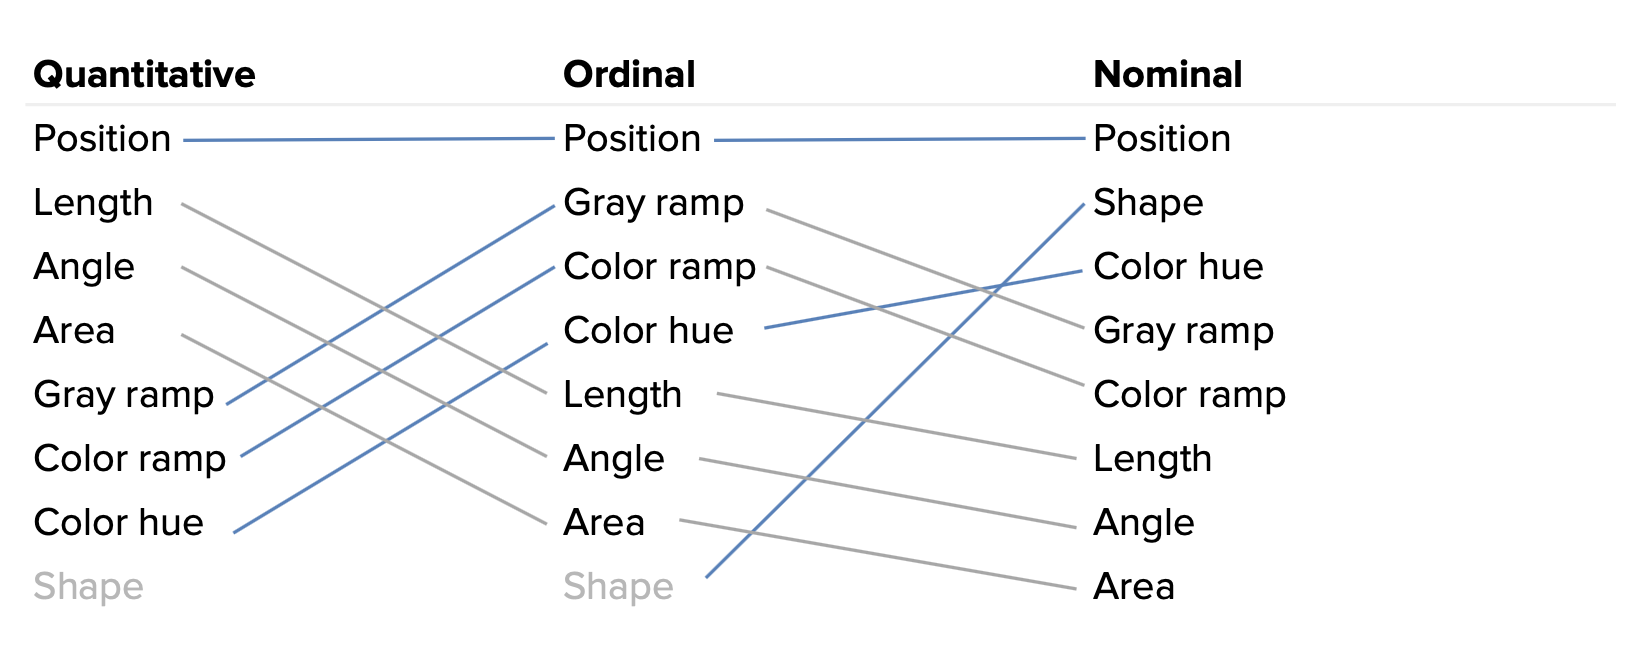 Quantitative Ordinal Nominal
Position Position Position
Length Gray ramp Shape
Angle Color ramp Color hue
Area Color hue Gray ramp
Gray ramp Length Color ramp
Color ramp Angle Length
Color hue Area Angle
Shape Shape Area